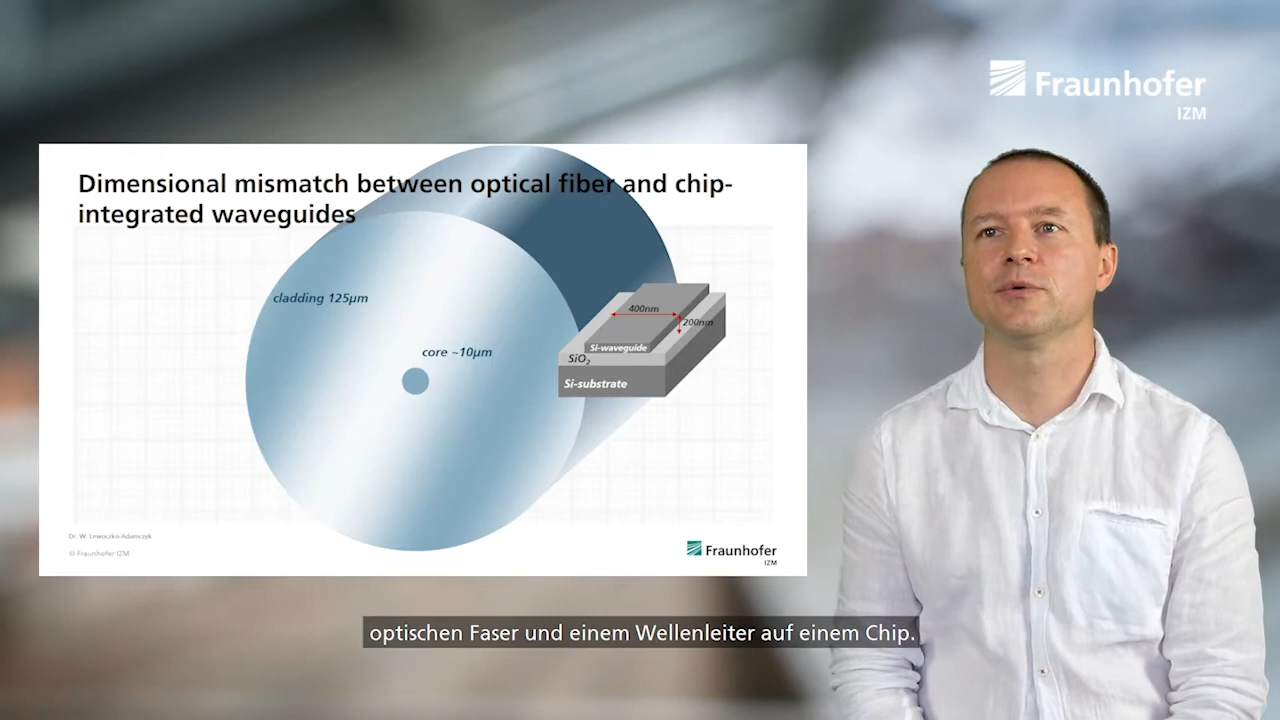 Fraunhofer
IZM
Dimensional mismatch between optical fiber and chip-
integrated waveguides
cladding 125µm
core ~10µm
400nm
200nm
Si-waveguide
SiO₂
Si-substrate
Dr. W. Lewoczko-Adamczyk
© Fraunhofer IZM
Fraunhofer
IZM
optischen Faser und einem Wellenleiter auf einem Chip.